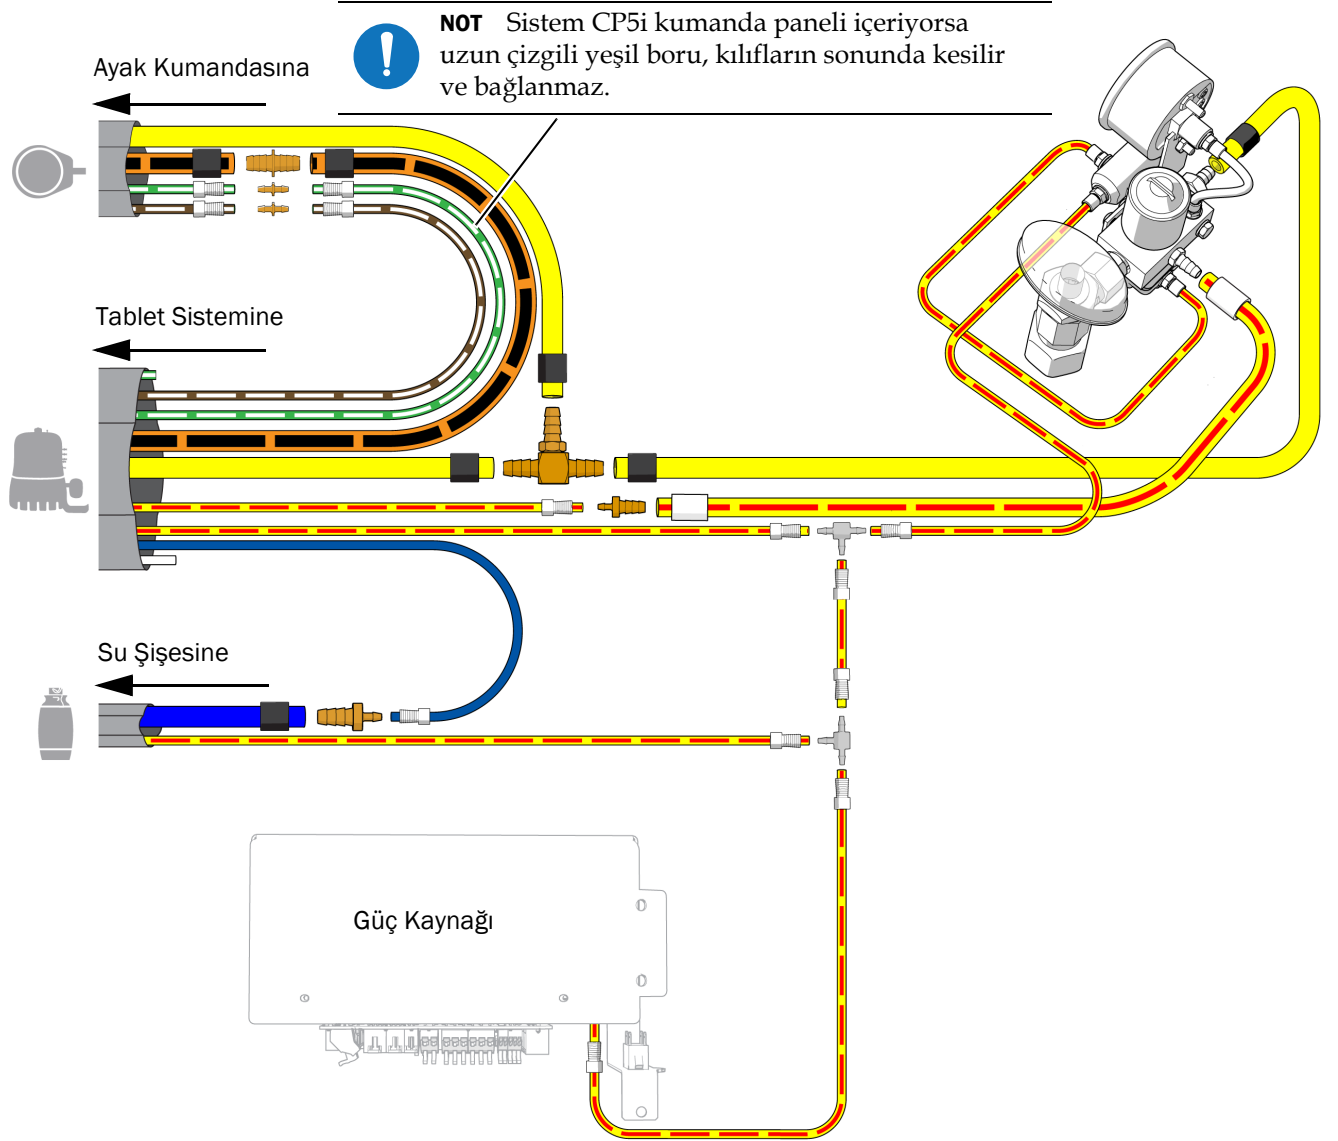 NOT Sistem CP5i kumanda paneli içeriyorsa
uzun çizgili yeşil boru, kılıfların sonunda kesilir
ve bağlanmaz.
Ayak Kumandasına
Tablet Sistemine
Su Şişesine
Güç Kaynağı